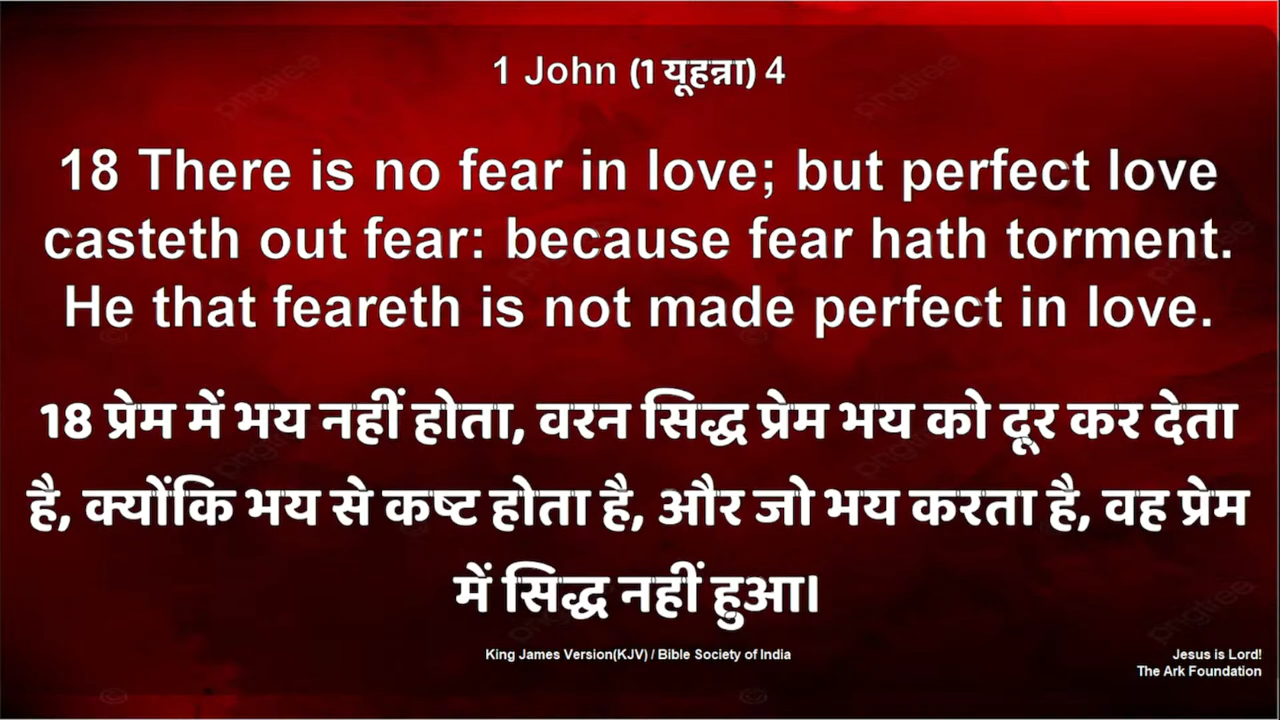 1 John (1 यूहन्ना) 4
18 There is no fear in love; but perfect love
casteth out fear: because fear hath torment.
He that feareth is not made perfect in love.
18 प्रेम में भय नहीं होता, वरन सिद्ध प्रेम भय को दूर कर देता
है, क्योंकि भय से कष्ट होता है, और जो भय करता है, वह प्रेम
में सिद्ध नहीं हुआ।
King James Version(KJV) / Bible Society of India
Jesus is Lord!
The Ark Foundation